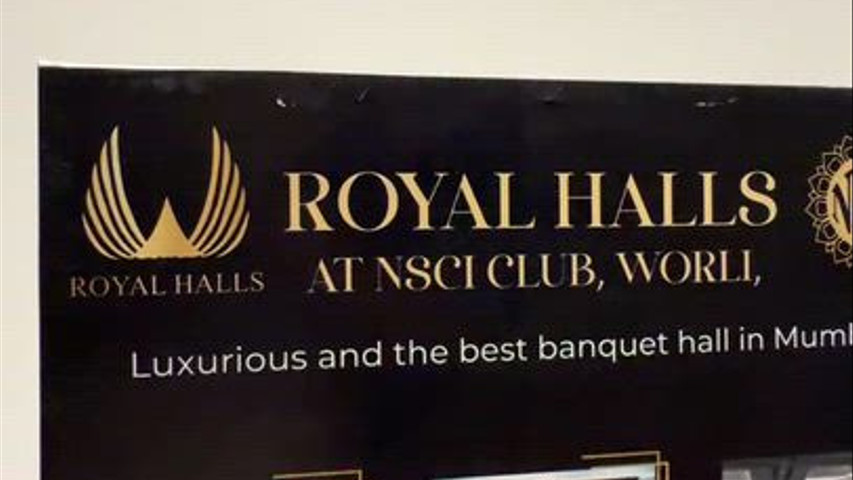 ROYAL HALLS
AT NSCI CLUB, WORLI,
ROYAL HALLS
Luxurious and the best banquet hall in